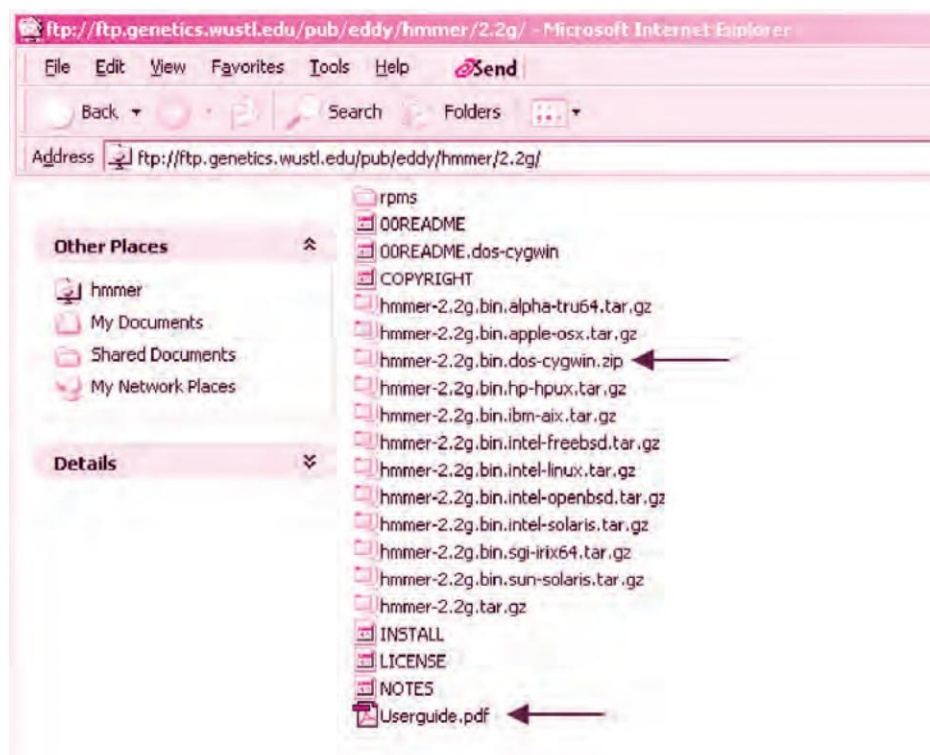 ftp://ftp.genetics.wustl.edu/pub/eddy/hmmer/2.2g/ - Microsoft Internet Explorer
File Edit View Favorites Tools Help Send
Back Search Folders
Address ftp://ftp.genetics.wustl.edu/pub/eddy/hmmer/2.2g/
Other Places
hmmer
My Documents
Shared Documents
My Network Places
Details
rpms
00README
00README.dos-cygwin
COPYRIGHT
hmmer-2.2g.bin.alpha-tru64.tar.gz
hmmer-2.2g.bin.apple-osx.tar.gz
hmmer-2.2g.bin.dos-cygwin.zip
hmmer-2.2g.bin.hp-hpux.tar.gz
hmmer-2.2g.bin.ibm-aix.tar.gz
hmmer-2.2g.bin.intel-freebsd.tar.gz
hmmer-2.2g.bin.intel-linux.tar.gz
hmmer-2.2g.bin.intel-openbsd.tar.gz
hmmer-2.2g.bin.intel-solaris.tar.gz
hmmer-2.2g.bin.sgi-irix64.tar.gz
hmmer-2.2g.bin.sun-solaris.tar.gz
hmmer-2.2g.tar.gz
INSTALL
LICENSE
NOTES
Userguide.pdf